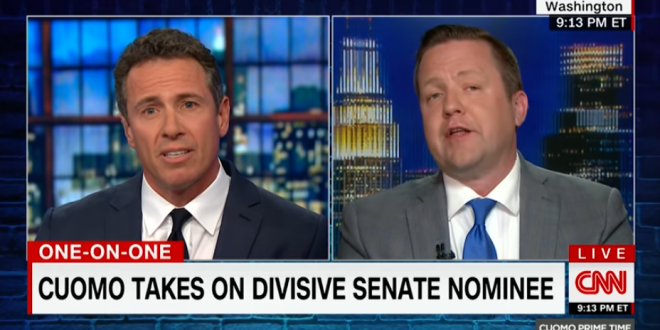 Washington
9:13 PM ET
ONE-ON-ONE
LIVE
CUOMO TAKES ON DIVISIVE SENATE NOMINEE
CNN
9:13 PM ET
CUOMO PRIME TIME